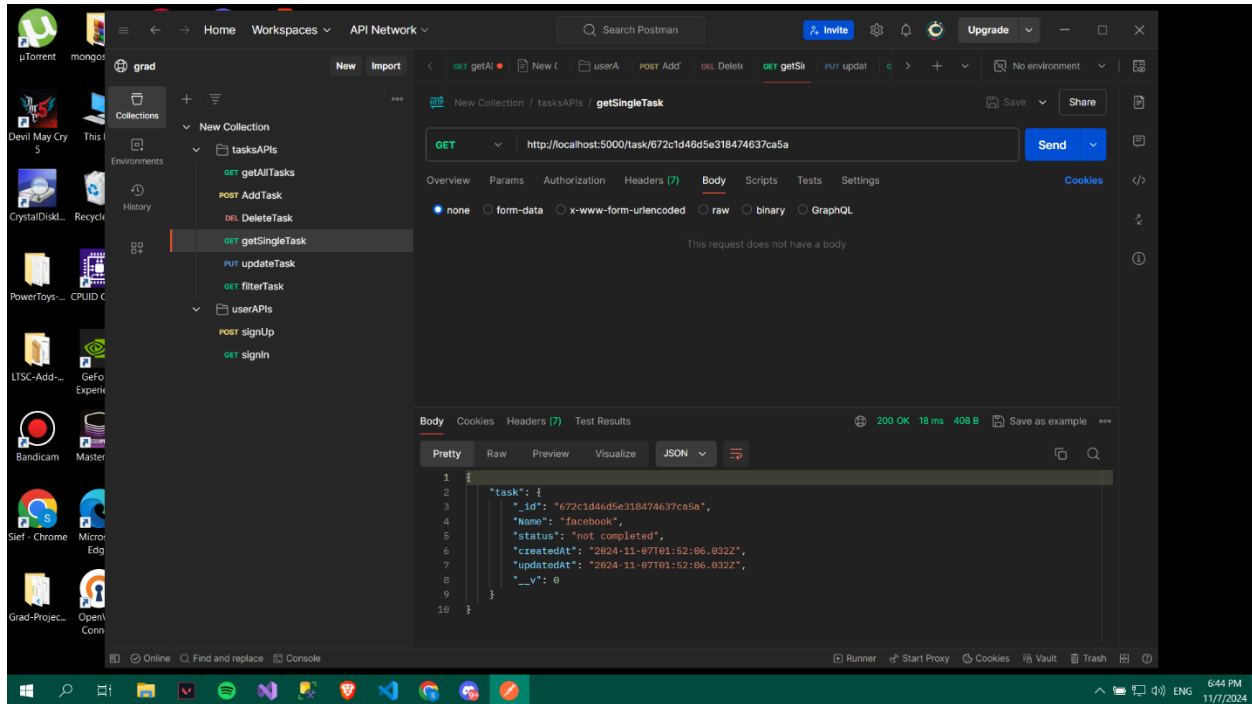 µTorrent
mongos
Devil May Cry 5
This
CrystalDiskI...
Recycle
PowerToys-...
CPUID
LTSC-Add-...
GeFo
Experie
Bandicam
Master
Sief - Chrome
Micros
Edg
Grad-Projec...
Open
Conn
Home Workspaces API Network
Search Postman
Invite
Upgrade
grad
New Import
GET getAl
New (
userA.
POST Add'
DEL Delete
GET getSi
PUT updat
No environment
Collections
Environments
History
New Collection
tasksAPIs
GET getAllTasks
POST AddTask
DEL DeleteTask
GET getSingleTask
PUT updateTask
GET filterTask
userAPIs
POST signUp
GET signIn
HTTP New Collection / tasksAPIs / getSingleTask
Save Share
GET http://localhost:5000/task/672c1d46d5e318474637ca5a Send
Overview Params Authorization Headers (7) Body Scripts Tests Settings Cookies
none form-data x-www-form-urlencoded raw binary GraphQL
This request does not have a body
Body Cookies Headers (7) Test Results 200 OK 18 ms 408 B Save as example
Pretty Raw Preview Visualize JSON
1 {
2 "task": {
3 "_id": "672c1d46d5e318474637ca5a",
4 "Name": "facebook",
5 "status": "not completed",
6 "createdAt": "2024-11-07T01:52:06.032Z",
7 "updatedAt": "2024-11-07T01:52:06.032Z",
8 "__v": 0
9 }
10 }
Online Find and replace Console Runner Start Proxy Cookies Vault Trash
ENG
6:44 PM
11/7/2024